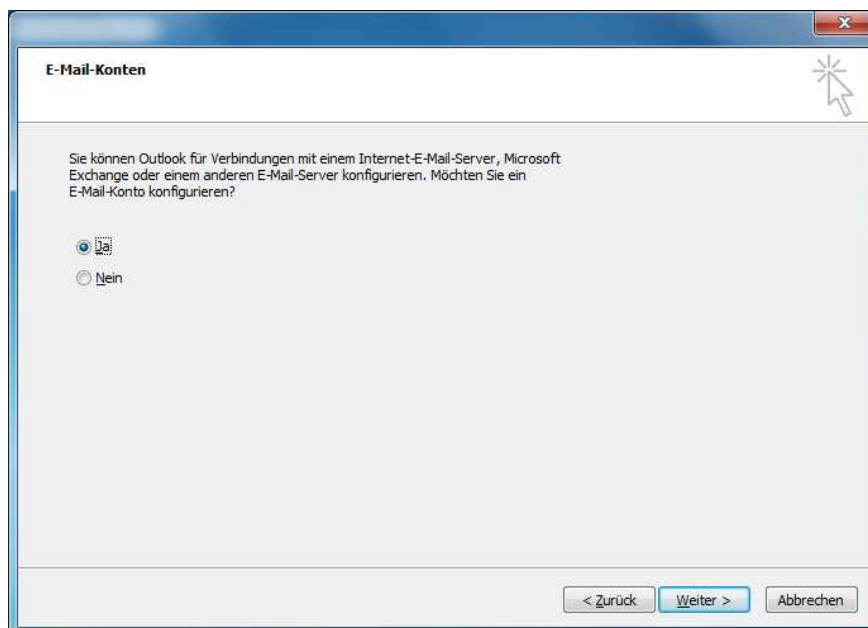 E-Mail-Konten
Sie können Outlook für Verbindungen mit einem Internet-E-Mail-Server, Microsoft
Exchange oder einem anderen E-Mail-Server konfigurieren. Möchten Sie ein
E-Mail-Konto konfigurieren?
Ja
Nein
< Zurück Weiter > Abbrechen